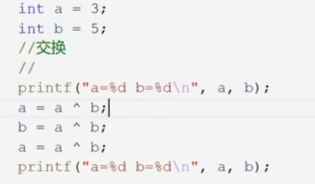 int a = 3;
int b = 5;
//交换
//
printf("a=%d b=%d\n", a, b);
a = a ^ b;
b = a ^ b;
a = a ^ b;
printf("a=%d b=%d\n", a, b);